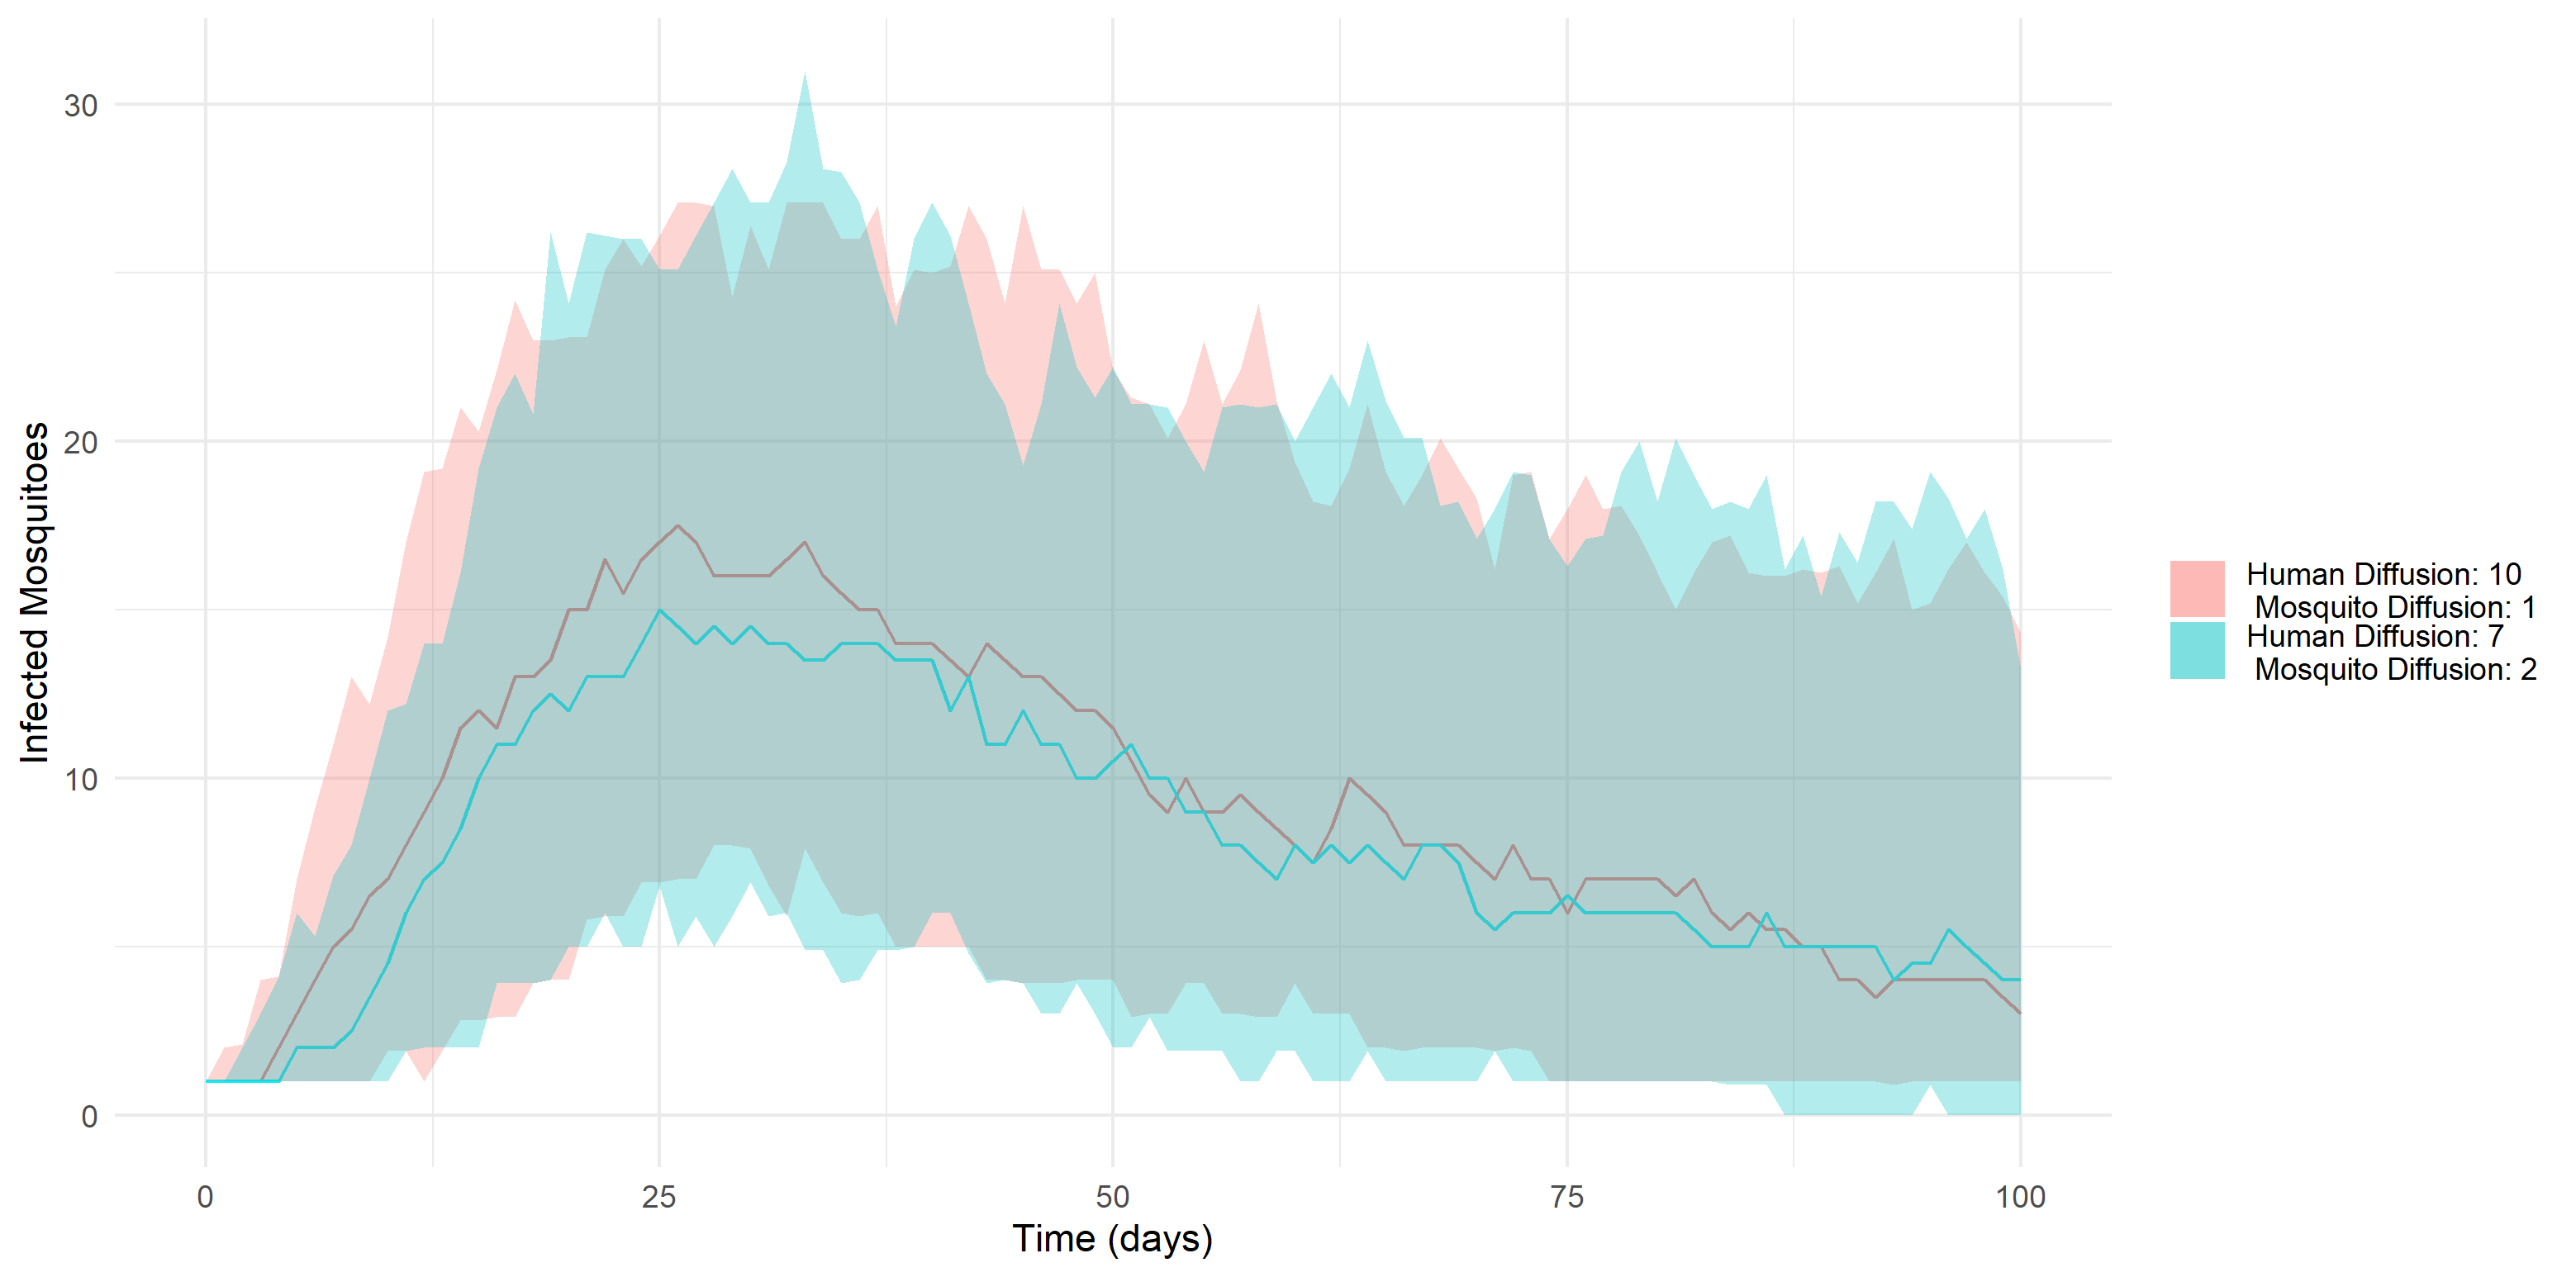 30
20
10
0
Infected Mosquitoes
0 25 50 75 100
Time (days)
Human Diffusion: 10
Mosquito Diffusion: 1
Human Diffusion: 7
Mosquito Diffusion: 2